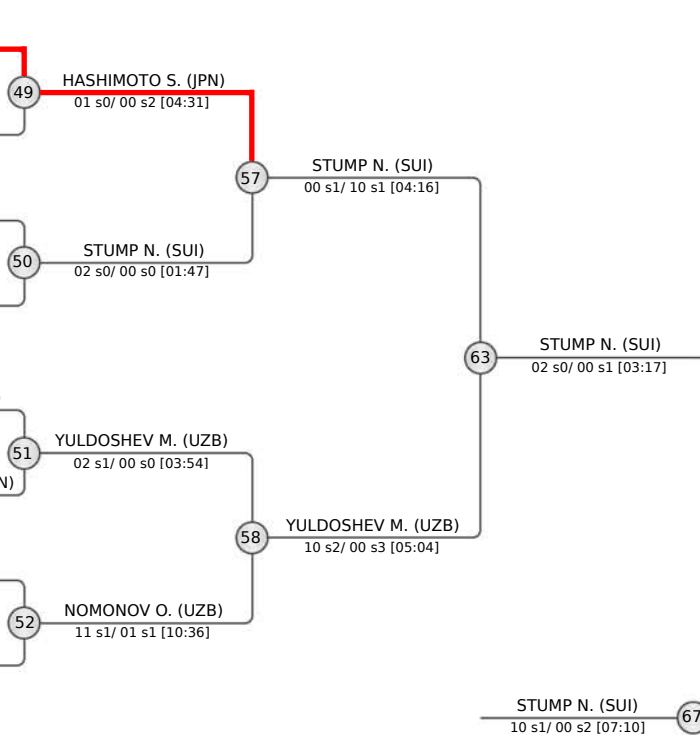 HASHIMOTO S. (JPN)
49
01 s0/ 00 s2 [04:31]
STUMP N. (SUI)
57
00 s1/ 10 s1 [04:16]
STUMP N. (SUI)
50
02 s0/ 00 s0 [01:47]
STUMP N. (SUI)
63
02 s0/ 00 s1 [03:17]
YULDOSHEV M. (UZB)
51
02 s1/ 00 s0 [03:54]
N)
YULDOSHEV M. (UZB)
58
10 s2/ 00 s3 [05:04]
NOMONOV O. (UZB)
52
11 s1/ 01 s1 [10:36]
STUMP N. (SUI)
67
10 s1/ 00 s2 [07:10]